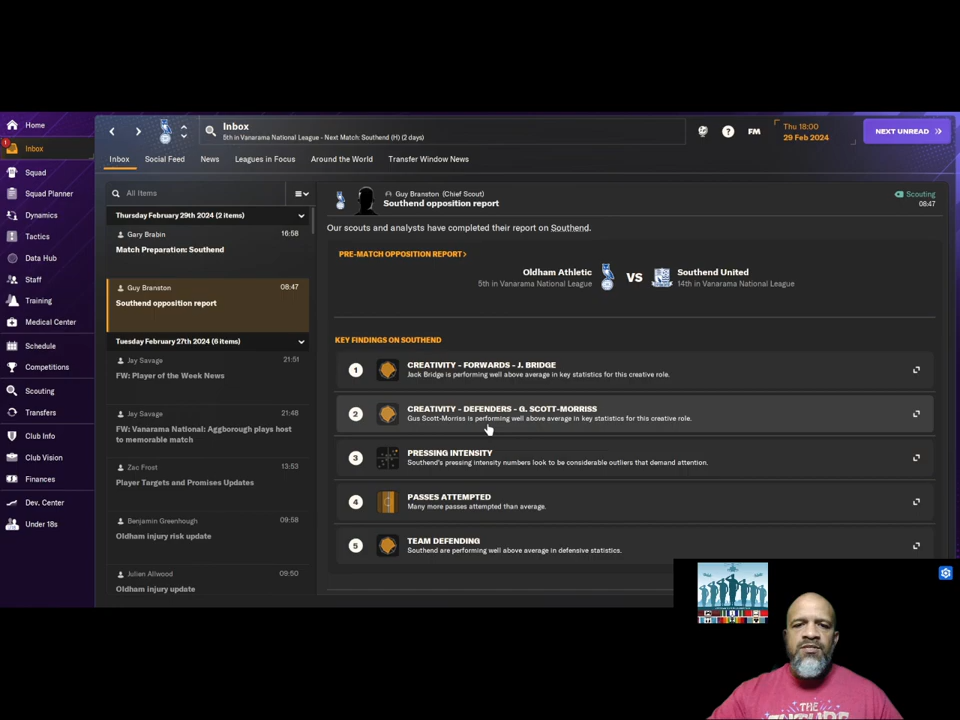 Home
Inbox
Squad
Squad Planner
Dynamics
Tactics
Data Hub
Staff
Training
Medical Center
Schedule
Competitions
Scouting
Transfers
Club Info
Club Vision
Finances
Dev. Center
Under 18s
Inbox
5th in Vanarama National League - Next Match: Southend (H) (2 days)
FM
Thu 18:00
29 Feb 2024
NEXT UNREAD
Inbox
Social Feed
News
Leagues in Focus
Around the World
Transfer Window News
All Items
Thursday February 29th 2024 (2 items)
Gary Brabin
16:58
Match Preparation: Southend
Guy Branston
08:47
Southend opposition report
Tuesday February 27th 2024 (6 items)
Jay Savage
21:51
FW: Player of the Week News
Jay Savage
21:48
FW: Vanarama National: Aggborough plays host
to memorable match
Zac Frost
13:53
Player Targets and Promises Updates
Benjamin Greenhough
09:58
Oldham injury risk update
Julien Allwood
09:50
Oldham injury update
Guy Branston (Chief Scout)
Southend opposition report
Scouting
08:47
Our scouts and analysts have completed their report on Southend.
PRE-MATCH OPPOSITION REPORT>
Oldham Athletic
5th in Vanarama National League
VS
Southend United
14th in Vanarama National League
KEY FINDINGS ON SOUTHEND
1
CREATIVITY - FORWARDS - J. BRIDGE
Jack Bridge is performing well above average in key statistics for this creative role.
2
CREATIVITY - DEFENDERS - G. SCOTT-MORRISS
Gus Scott-Morriss is performing well above average in key statistics for this creative role.
3
PRESSING INTENSITY
Southend's pressing intensity numbers look to be considerable outliers that demand attention.
4
PASSES ATTEMPTED
Many more passes attempted than average.
5
TEAM DEFENDING
Southend are performing well above average in defensive statistics.
THE